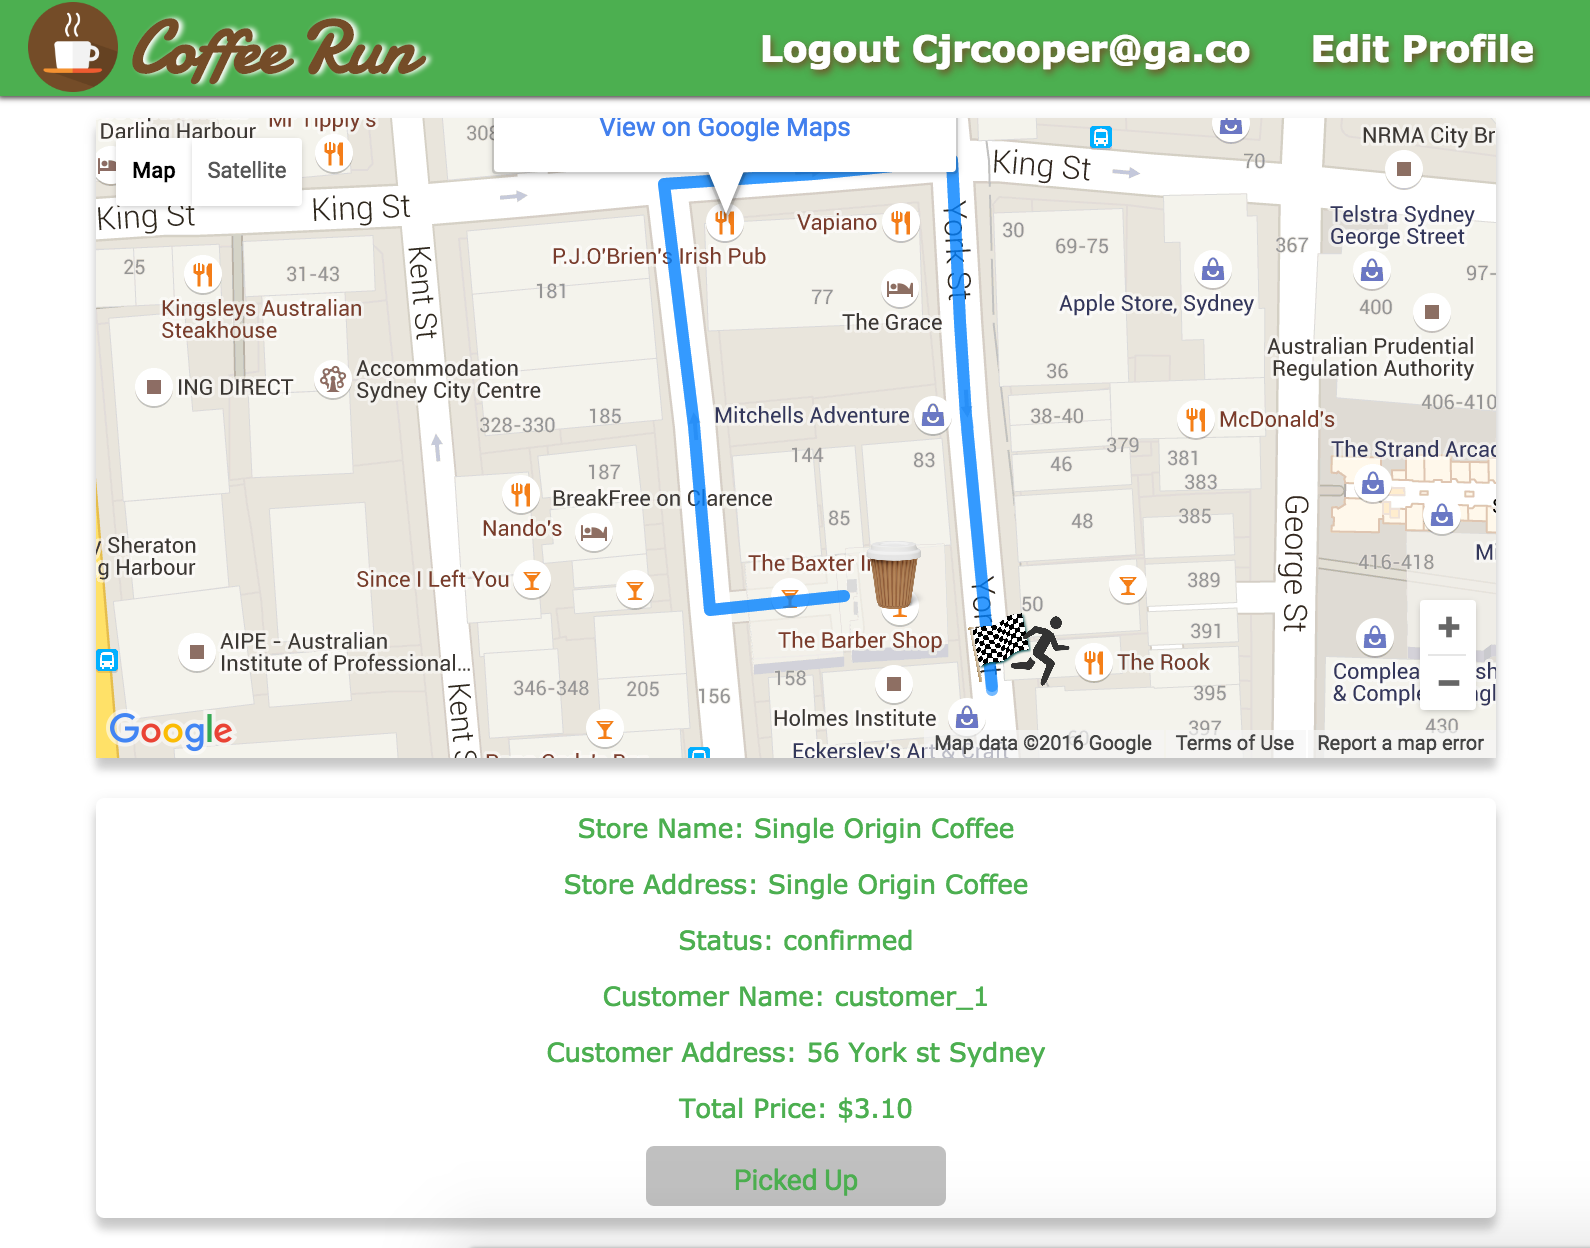 Coffee Run
Logout Cjrcooper@ga.co
Edit Profile
Darling Harbour
Mr Tipply's
308
View on Google Maps
King St
70
NRMA City Br
Map
Satellite
King St
King St
Telstra Sydney
George Street
Vapiano
York St
30
69-75
367
P.J.O'Brien's Irish Pub
Kent St
25
31-43
181
77
97-
Kingsleys Australian
Steakhouse
The Grace
Apple Store, Sydney
400
Australian Prudential
Regulation Authority
ING DIRECT
Accommodation
Sydney City Centre
36
406-410
328-330
185
Mitchells Adventure
38-40
McDonald's
379
144
83
46
381
383
The Strand Arcad
187
BreakFree on Clarence
Nando's
85
48
385
George St
y Sheraton
g Harbour
416-418
Mi
Since I Left You
The Baxter In
389
50
391
AIPE - Australian
Institute of Professional...
The Barber Shop
The Rook
346-348
205
156
158
395
Kent S
Holmes Institute
397
430
Google
Eckersley's Art & Craft
60
Map data ©2016 Google
Terms of Use
Report a map error
Store Name: Single Origin Coffee
Store Address: Single Origin Coffee
Status: confirmed
Customer Name: customer_1
Customer Address: 56 York st Sydney
Total Price: $3.10
Picked Up